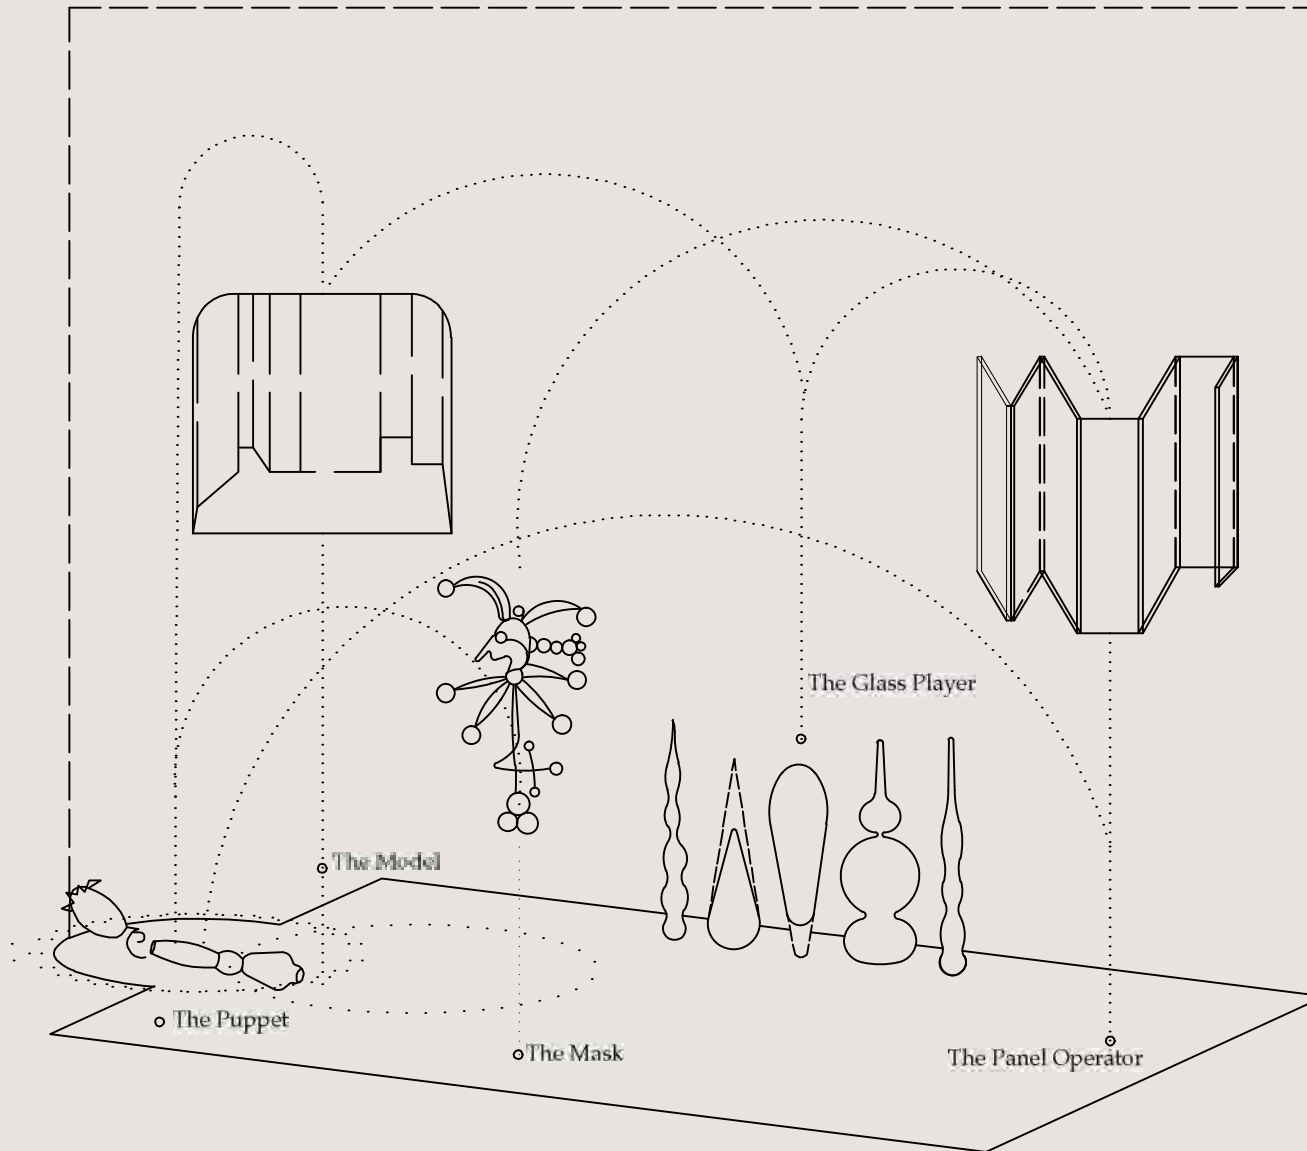 The Glass Player
The Model
The Puppet
The Mask
The Panel Operator